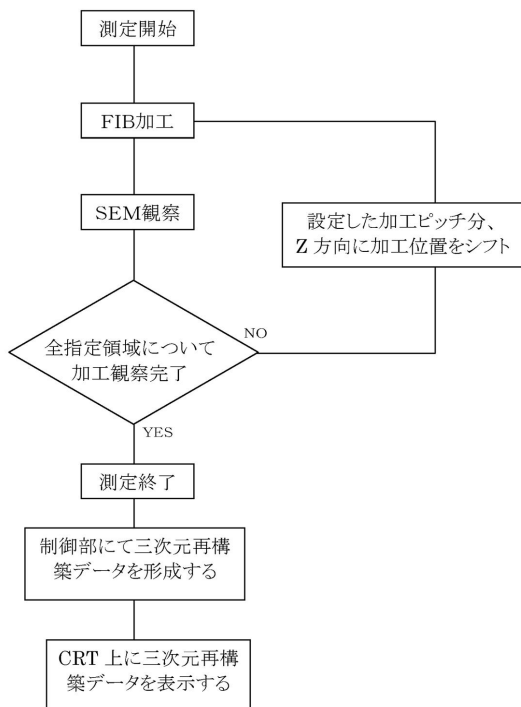 測定開始
FIB加工
SEM観察
設定した加工ピッチ分、
Z 方向に加工位置をシフト
NO
全指定領域について
加工観察完了
YES
測定終了
制御部にて三次元再構
築データを形成する
CRT 上に三次元再構
築データを表示する